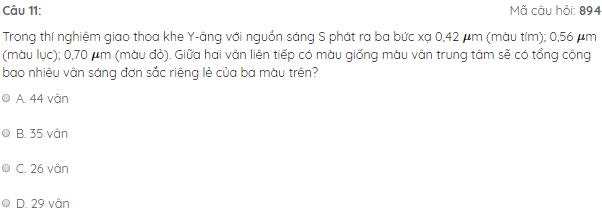 Câu 11: Mã câu hỏi: 894
Trong thí nghiệm giao thoa khe Y-âng với nguồn sáng S phát ra ba bức xạ 0,42 μm (màu tím); 0,56 μm
(màu lục); 0,70 μm (màu đỏ). Giữa hai vân liên tiếp có màu giống màu vân trung tâm sẽ có tổng cộng
bao nhiêu vân sáng đơn sắc riêng lẻ của ba màu trên?
A. 44 vân
B. 35 vân
C. 26 vân
D. 29 vân